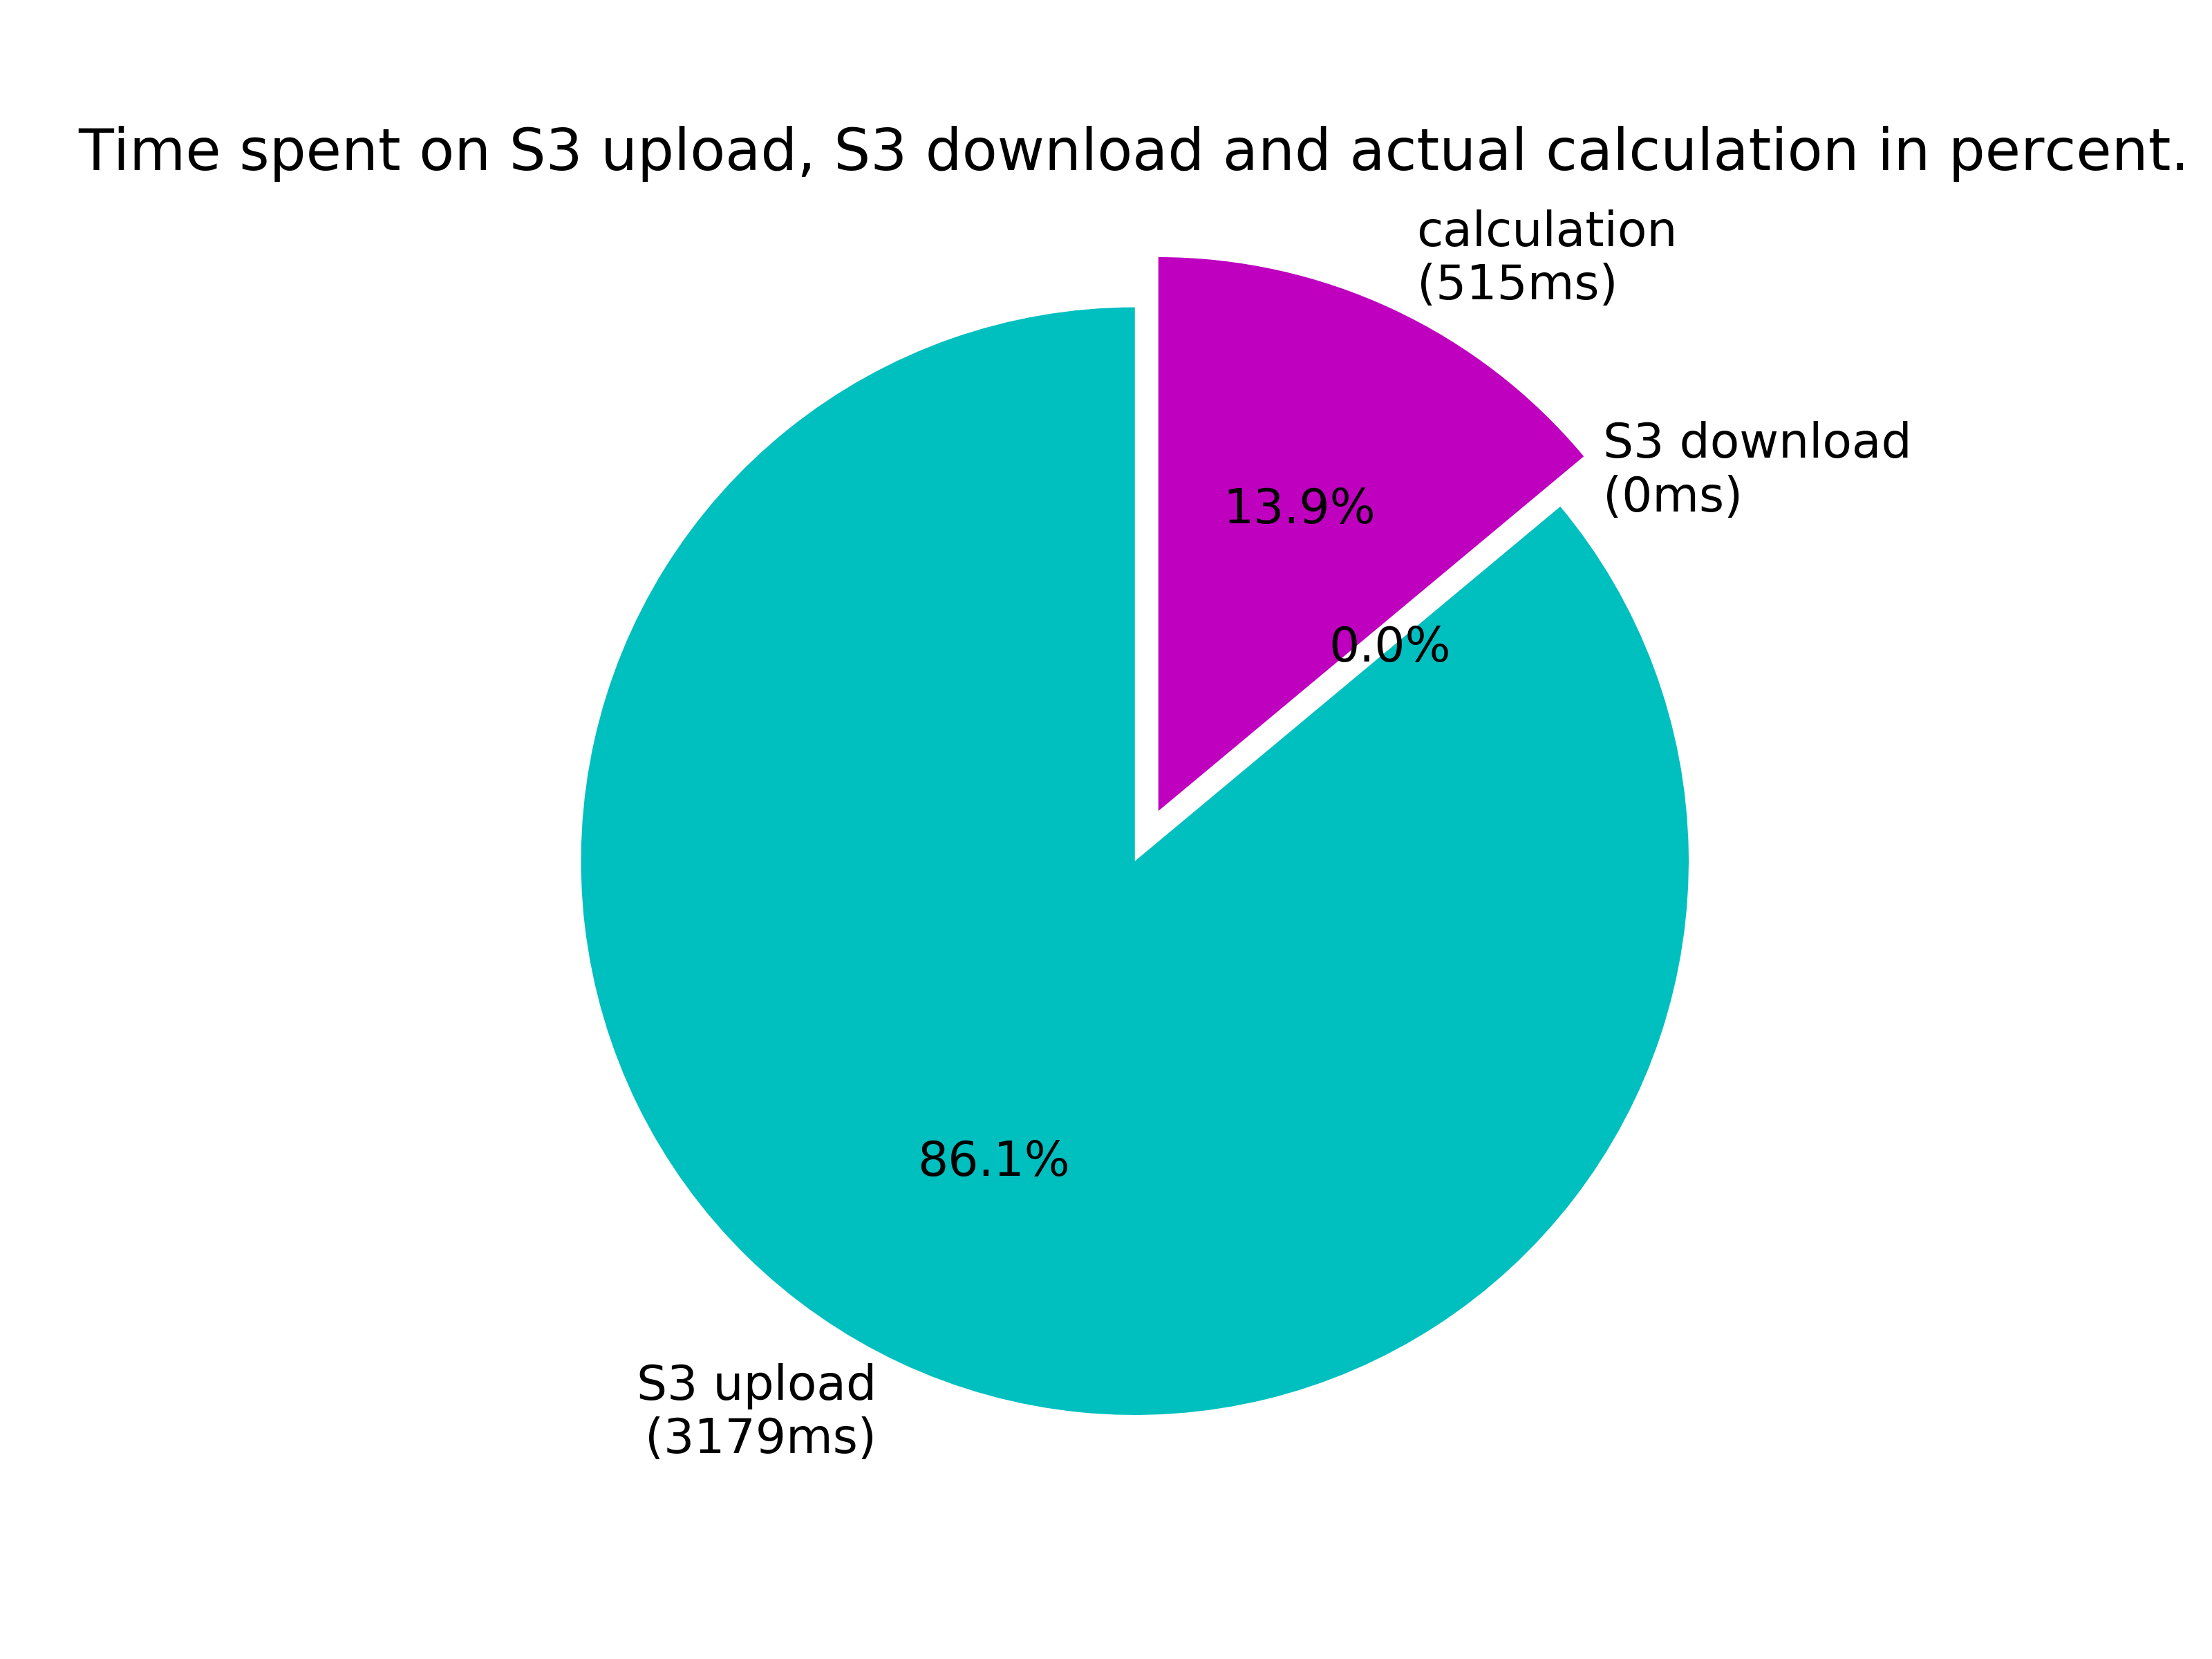 Time spent on S3 upload, S3 download and actual calculation in percent.
calculation
(515ms)
S3 download
(0ms)
13.9%
0.0%
86.1%
S3 upload
(3179ms)